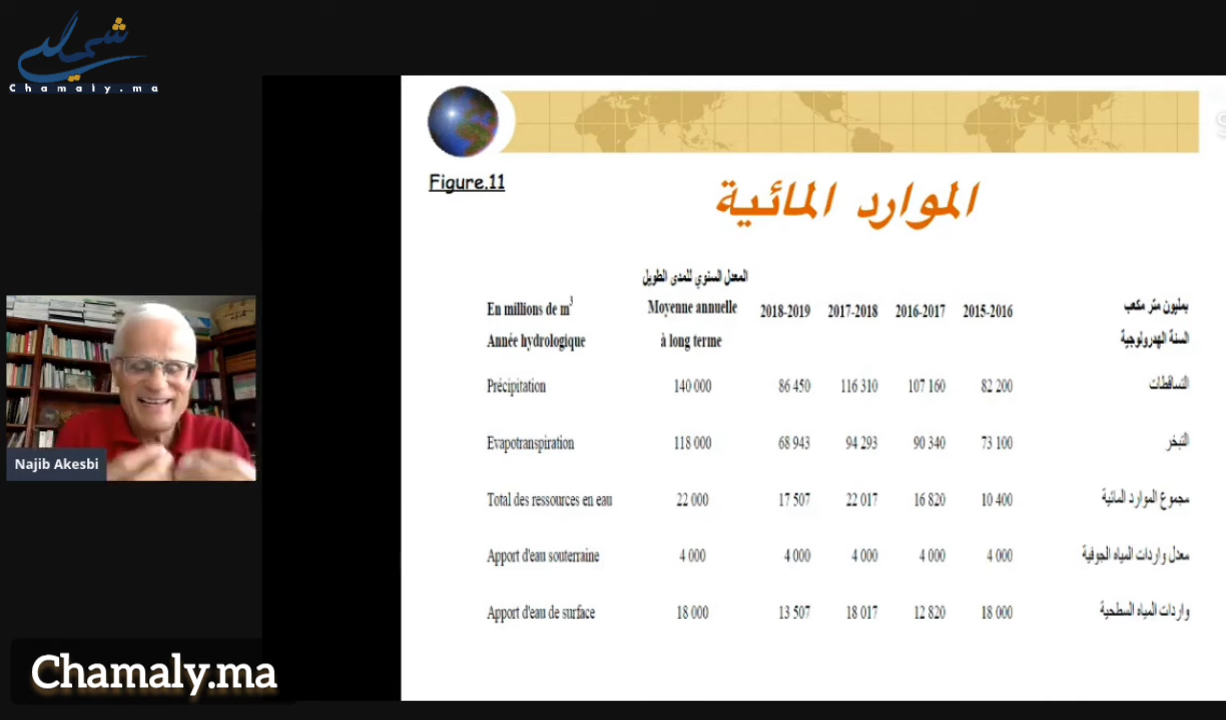 شمالي
Chamaly.ma
Figure.11
الموارد المائية
المعدل السنوي للمدى الطويل
En millions de m³ Moyenne annuelle 2018-2019 2017-2018 2016-2017 2015-2016 بمليون متر مكعب
Année hydrologique à long terme السنة الهدرولوجية
Précipitation 140 000 86 450 116 310 107 160 82 200 التساقطات
Evapotranspiration 118 000 68 943 94 293 90 340 73 100 التبخر
Total des ressources en eau 22 000 17 507 22 017 16 820 10 400 مجموع الموارد المائية
Apport d'eau souterraine 4 000 4 000 4 000 4 000 4 000 معدل واردات المياه الجوفية
Apport d'eau de surface 18 000 13 507 18 017 12 820 18 000 واردات المياه السطحية
Najib Akesbi
Chamaly.ma